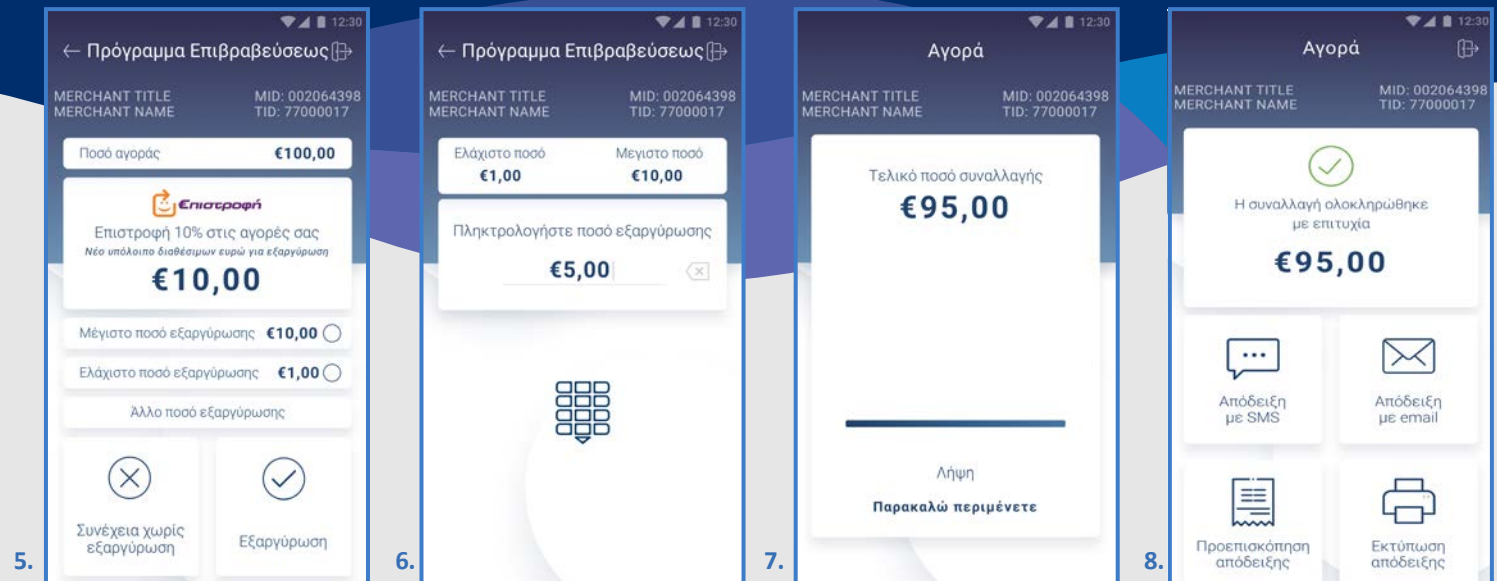 12:30
← Πρόγραμμα Επιβραβεύσεως
MERCHANT TITLE MID: 002064398
MERCHANT NAME TID: 77000017
Ποσό αγοράς €100,00
Επιστροφή
Επιστροφή 10% στις αγορές σας
Νέο υπόλοιπο διαθέσιμων ευρώ για εξαργύρωση
€10,00
Μέγιστο ποσό εξαργύρωσης €10,00
Ελάχιστο ποσό εξαργύρωσης €1,00
Άλλο ποσό εξαργύρωσης
Συνέχεια χωρίς
εξαργύρωση
Εξαργύρωση
5.
12:30
← Πρόγραμμα Επιβραβεύσεως
MERCHANT TITLE MID: 002064398
MERCHANT NAME TID: 77000017
Ελάχιστο ποσό Μεγιστο ποσό
€1,00 €10,00
Πληκτρολογήστε ποσό εξαργύρωσης
€5,00
6.
12:30
Αγορά
MERCHANT TITLE MID: 002064398
MERCHANT NAME TID: 77000017
Τελικό ποσό συναλλαγής
€95,00
Λήψη
Παρακαλώ περιμένετε
7.
12:30
Αγορά
MERCHANT TITLE MID: 002064398
MERCHANT NAME TID: 77000017
Η συναλλαγή ολοκληρώθηκε
με επιτυχία
€95,00
Απόδειξη
με SMS
Απόδειξη
με email
Προεπισκόπηση
απόδειξης
Εκτύπωση
απόδειξης
8.